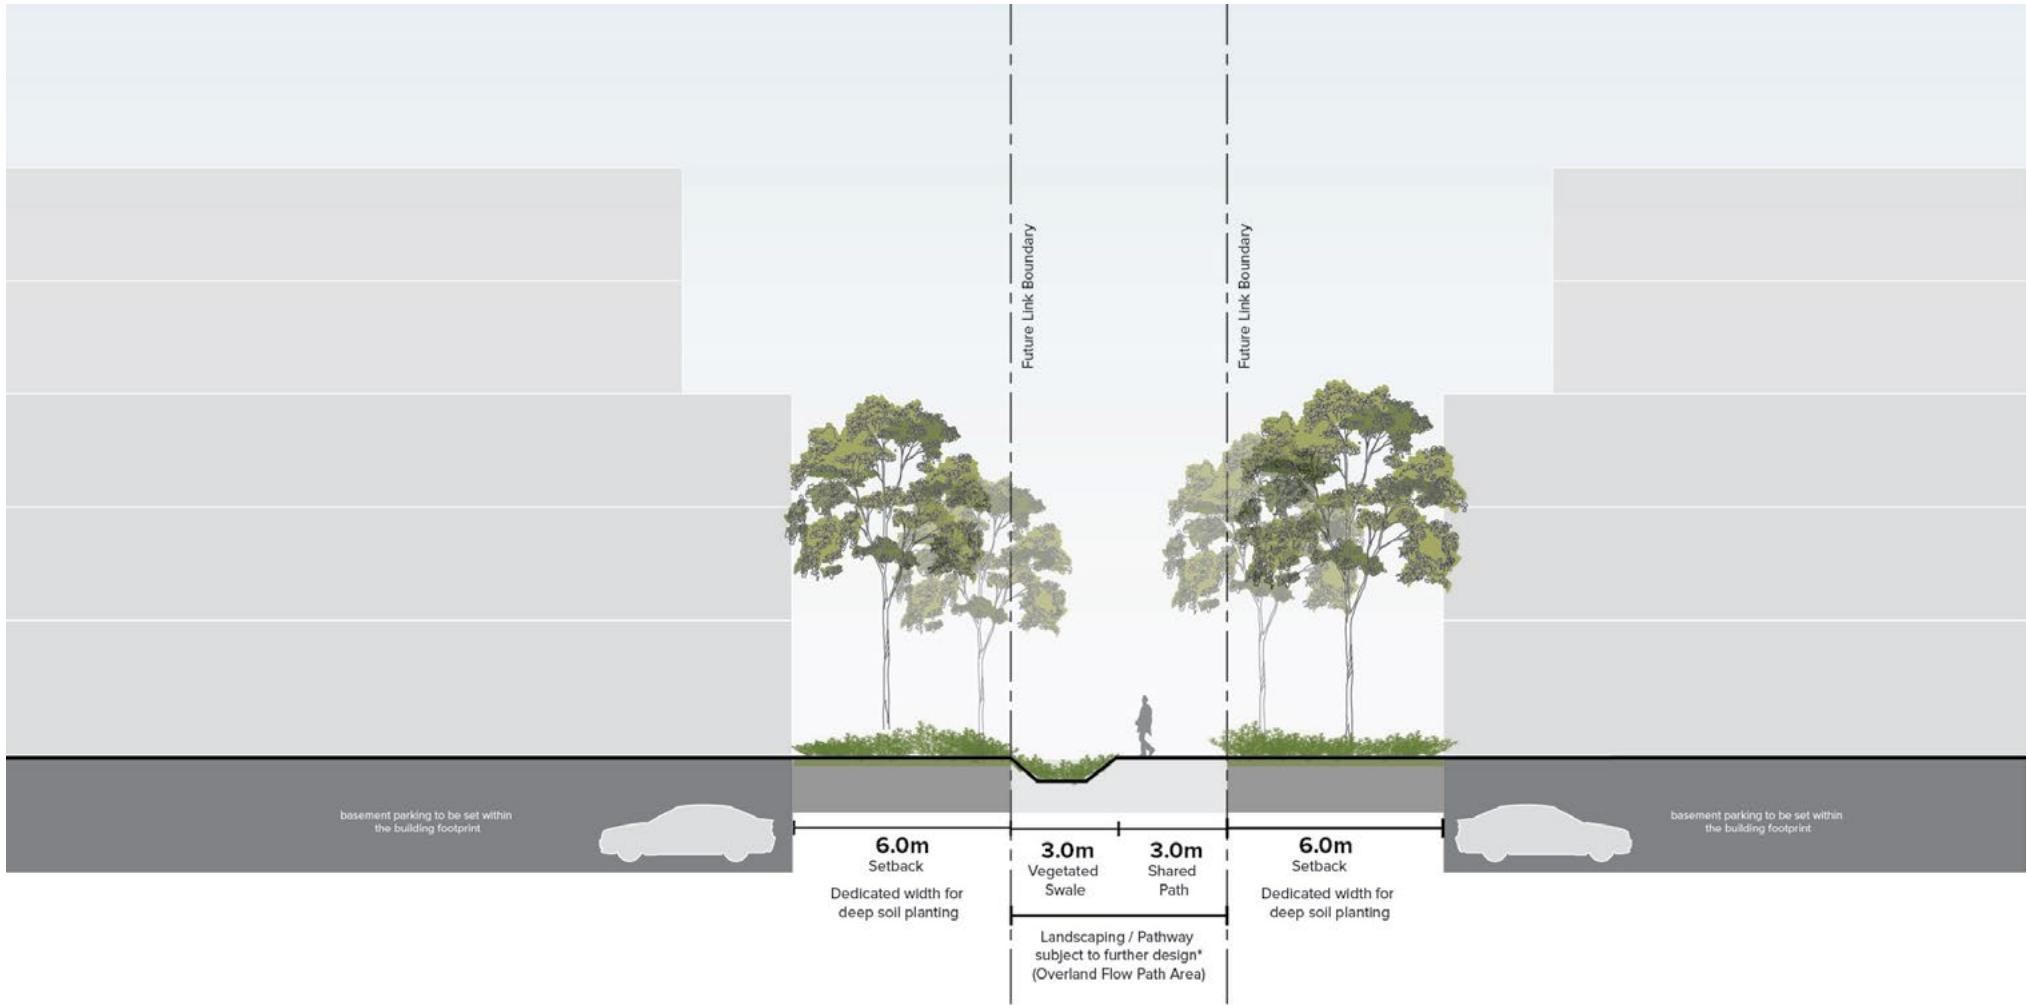 Future Link Boundary
Future Link Boundary
basement parking to be set within
the building footprint
basement parking to be set within
the building footprint
6.0m
Setback
Dedicated width for
deep soil planting
3.0m
Vegetated
Swale
3.0m
Shared
Path
6.0m
Setback
Dedicated width for
deep soil planting
Landscaping / Pathway
subject to further design*
(Overland Flow Path Area)